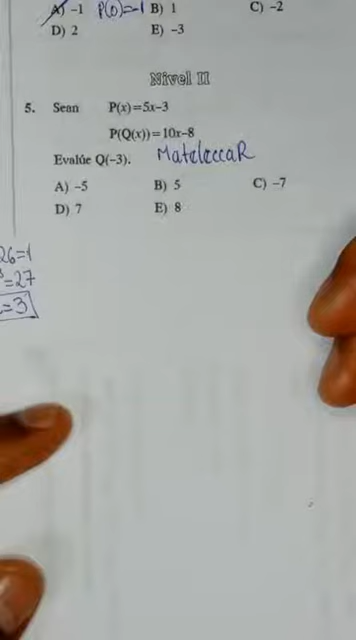 A) -1 P(0)=-1 B) 1 C) -2
D) 2 E) -3
Nivel II
5. Sean P(x)=5x-3
P(Q(x))=10x-8
Evalúe Q(-3). MateleccaR
A) -5 B) 5 C) -7
D) 7 E) 8
26=1
=27
=3